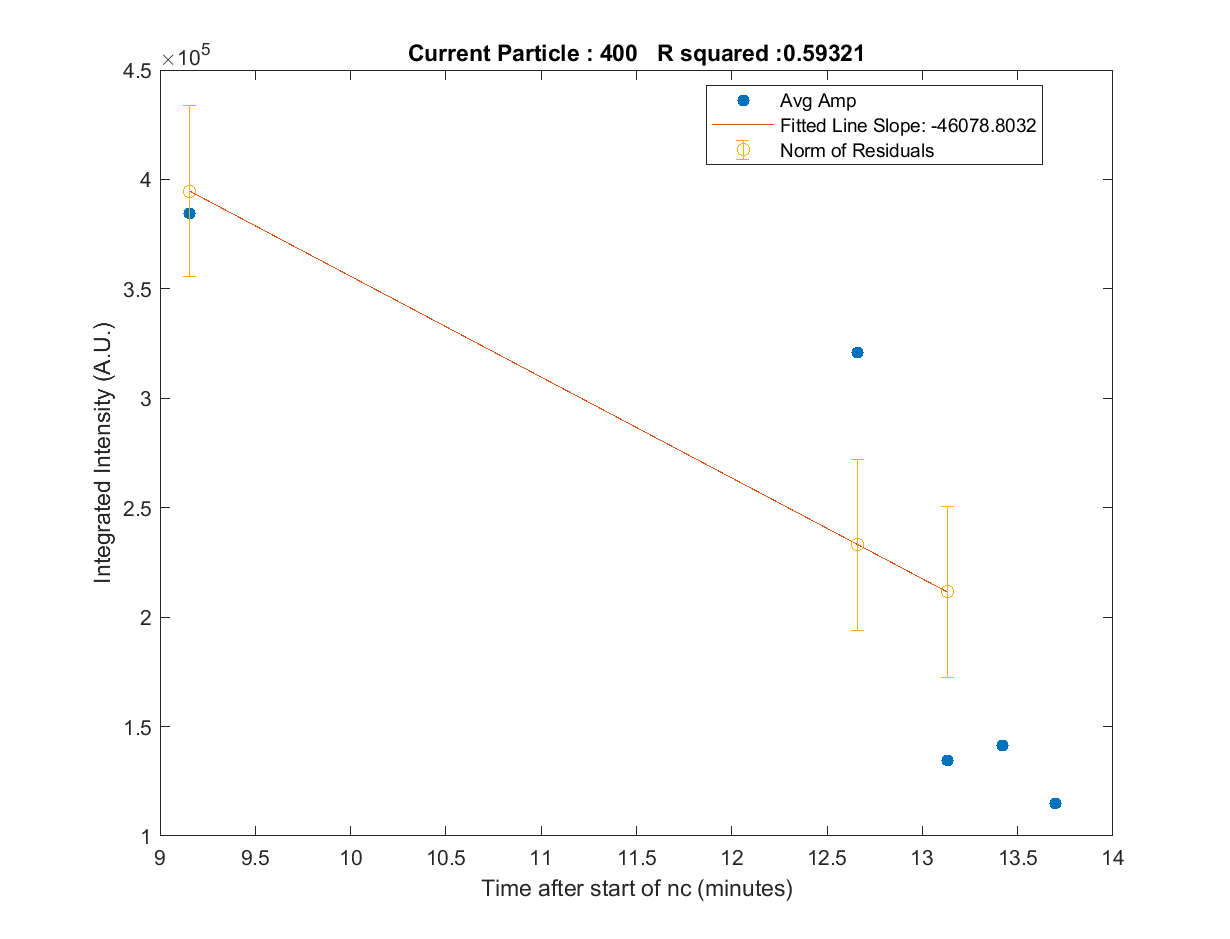 Current Particle : 400   R squared :0.59321
×10^5
Avg Amp
Fitted Line Slope: -46078.8032
Norm of Residuals
4.5
4
3.5
3
2.5
2
1.5
1
Integrated Intensity (A.U.)
9 9.5 10 10.5 11 11.5 12 12.5 13 13.5 14
Time after start of nc (minutes)